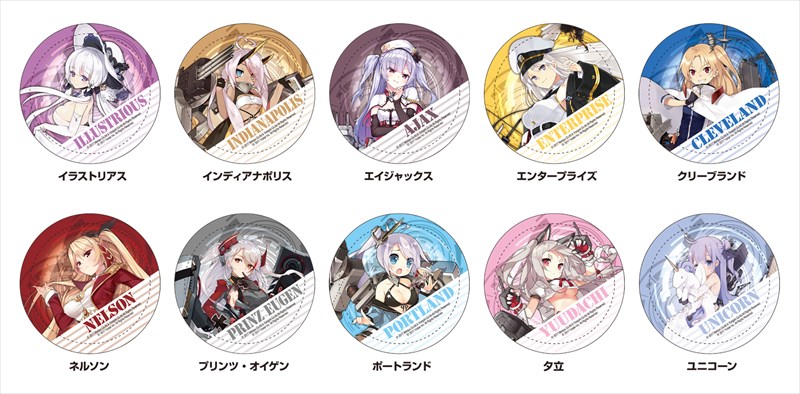 ILLUSTRIOUS
INDIANAPOLIS
AJAX
ENTERPRISE
CLEVELAND
イラストリアス
インディアナポリス
エイジャックス
エンタープライズ
クリーブランド
NELSON
PRINZ EUGEN
PORTLAND
YUUDACHI
UNICORN
ネルソン
プリンツ・オイゲン
ポートランド
夕立
ユニコーン